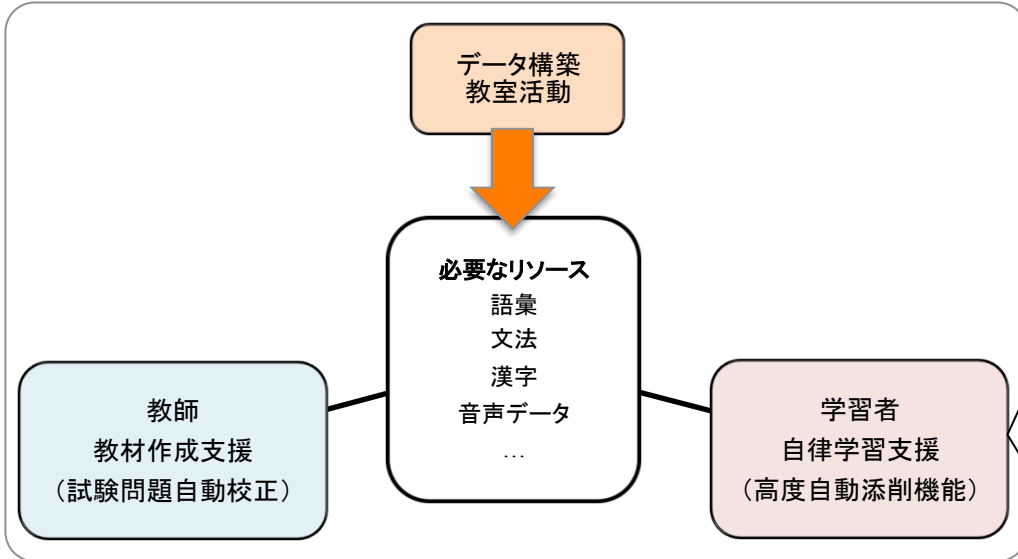 データ構築
教室活動
必要なリソース
語彙
文法
漢字
音声データ
…
教師
教材作成支援
（試験問題自動校正）
学習者
自律学習支援
（高度自動添削機能）